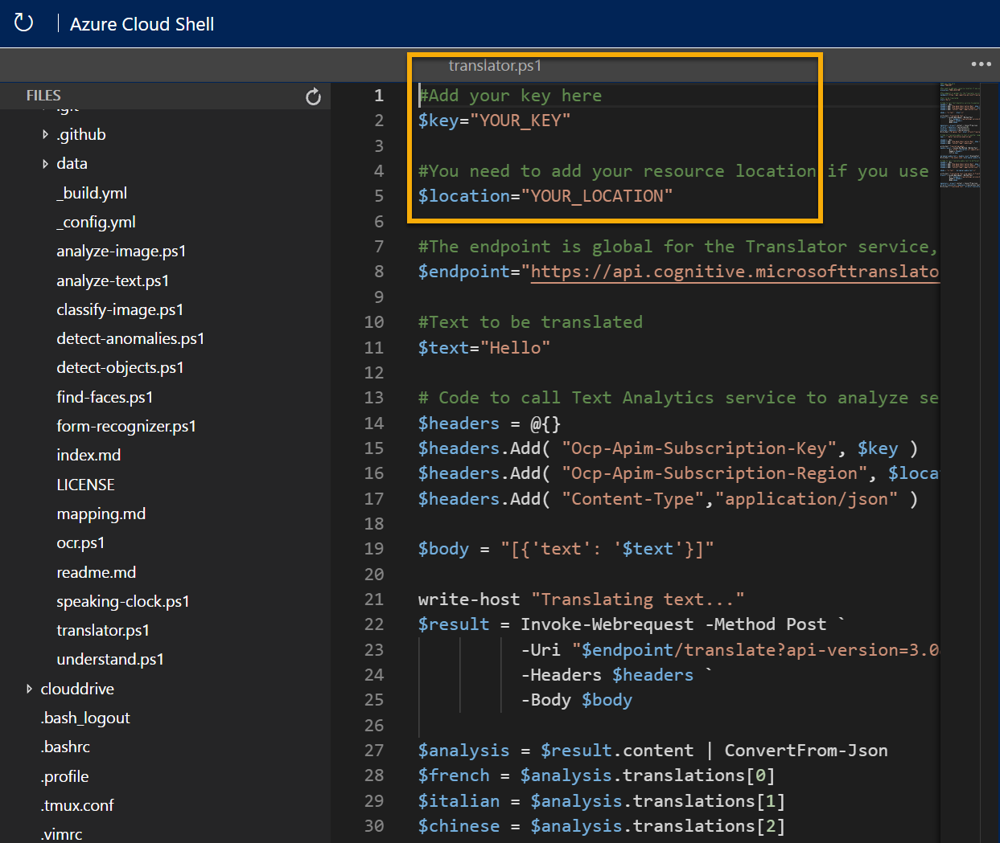 Azure Cloud Shell
translator.ps1
FILES
.git
.github
data
_build.yml
_config.yml
analyze-image.ps1
analyze-text.ps1
classify-image.ps1
detect-anomalies.ps1
detect-objects.ps1
find-faces.ps1
form-recognizer.ps1
index.md
LICENSE
mapping.md
ocr.ps1
readme.md
speaking-clock.ps1
translator.ps1
understand.ps1
clouddrive
.bash_logout
.bashrc
.profile
.tmux.conf
.vimrc
1 #Add your key here
2 $key="YOUR_KEY"
3
4 #You need to add your resource location if you use
5 $location="YOUR_LOCATION"
6
7 #The endpoint is global for the Translator service,
8 $endpoint="https://api.cognitive.microsofttranslato
9
10 #Text to be translated
11 $text="Hello"
12
13 # Code to call Text Analytics service to analyze se
14 $headers = @{}
15 $headers.Add( "Ocp-Apim-Subscription-Key", $key )
16 $headers.Add( "Ocp-Apim-Subscription-Region", $loca
17 $headers.Add( "Content-Type","application/json" )
18
19 $body = "[{'text': '$text'}]"
20
21 write-host "Translating text..."
22 $result = Invoke-Webrequest -Method Post `
23 -Uri "$endpoint/translate?api-version=3.0
24 -Headers $headers `
25 -Body $body
26
27 $analysis = $result.content | ConvertFrom-Json
28 $french = $analysis.translations[0]
29 $italian = $analysis.translations[1]
30 $chinese = $analysis.translations[2]